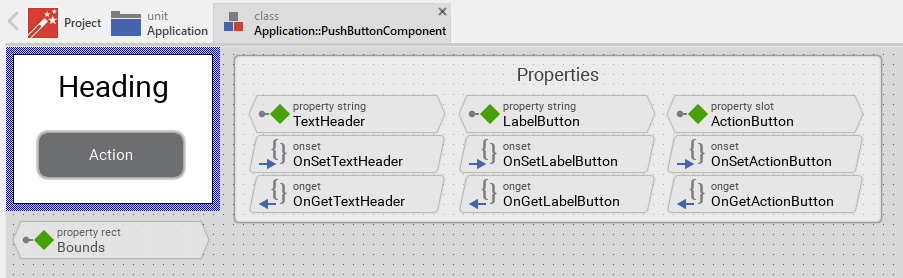 Project
unit
Application
class
Application::PushButtonComponent
Heading
Action
property rect
Bounds
Properties
property string
TextHeader
property string
LabelButton
property slot
ActionButton
onset
OnSetTextHeader
onset
OnSetLabelButton
onset
OnSetActionButton
onget
OnGetTextHeader
onget
OnGetLabelButton
onget
OnGetActionButton